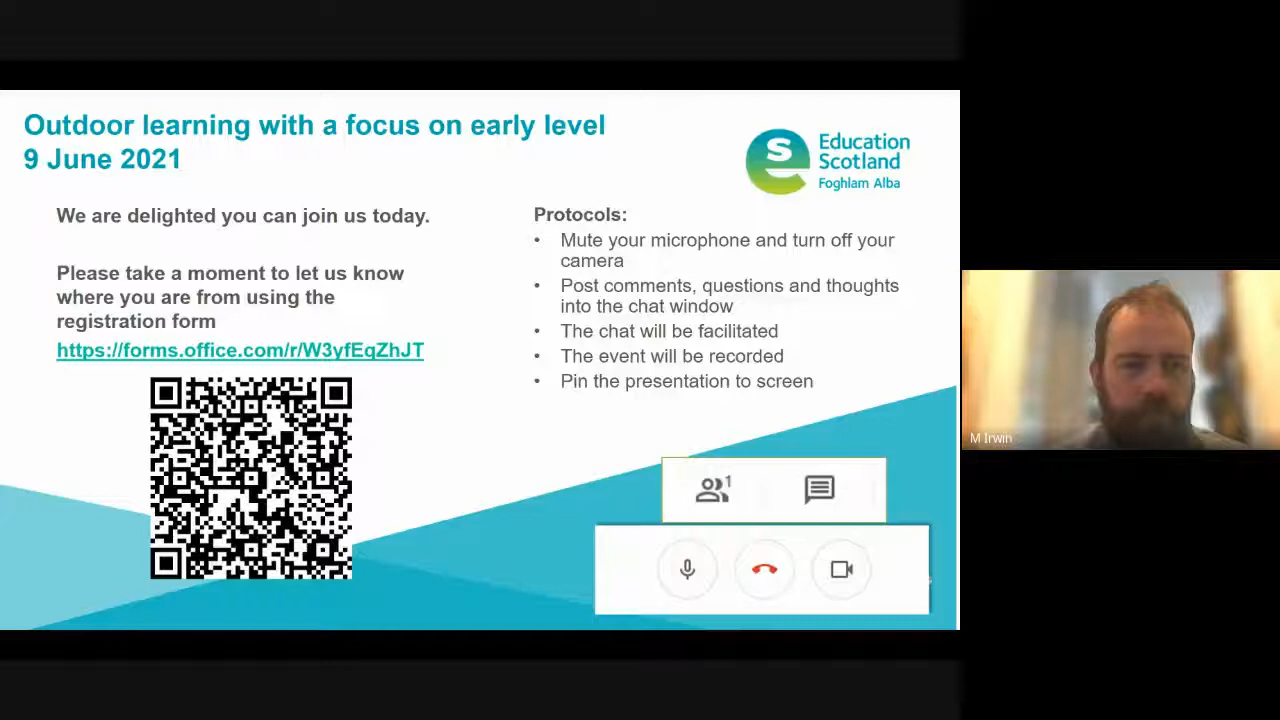 Outdoor learning with a focus on early level
9 June 2021
Education
Scotland
Foghlam Alba
We are delighted you can join us today.
Please take a moment to let us know
where you are from using the
registration form
https://forms.office.com/r/W3yfEqZhJT
Protocols:
• Mute your microphone and turn off your
camera
• Post comments, questions and thoughts
into the chat window
• The chat will be facilitated
• The event will be recorded
• Pin the presentation to screen
1
M Irwin